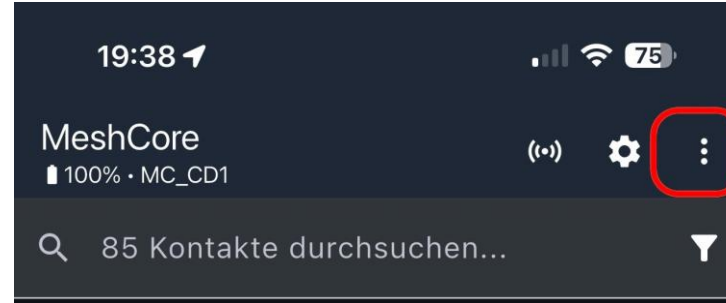 19:38
75
MeshCore
100% • MC_CD1
85 Kontakte durchsuchen...